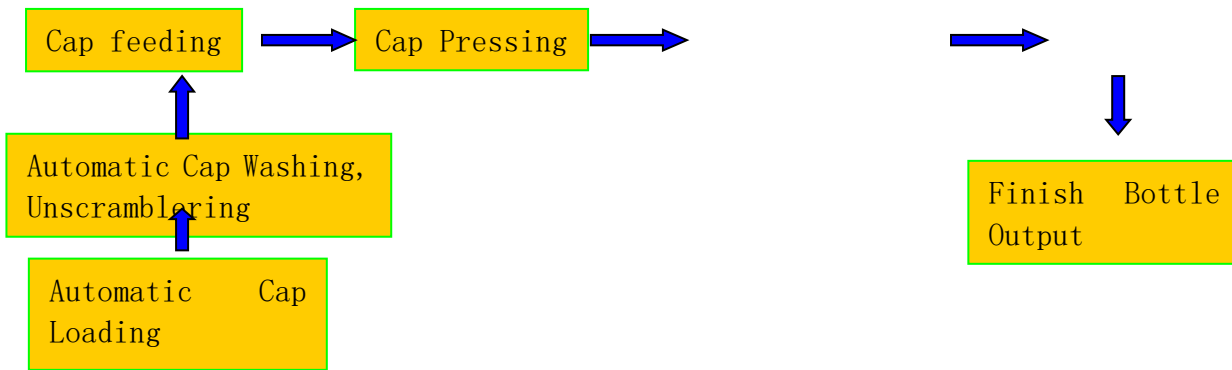 Cap feeding
Cap Pressing
Automatic Cap Washing,
Unscramblering
Finish Bottle
Output
Automatic Cap
Loading